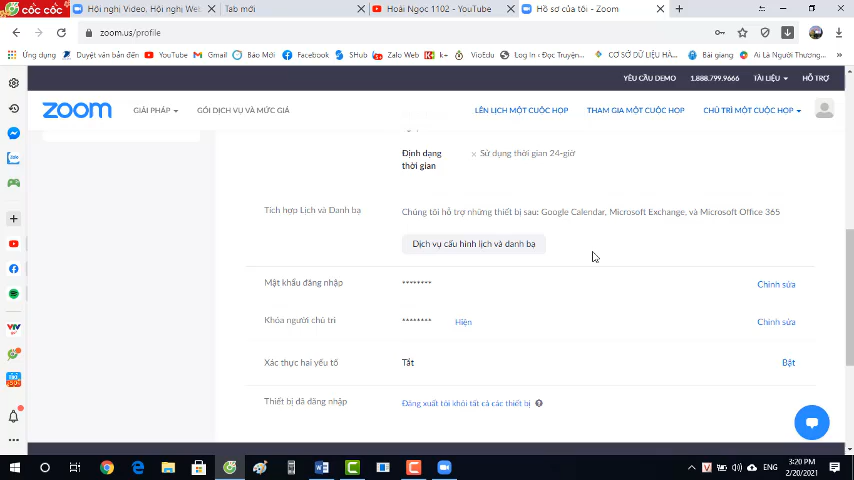 cốc cốc
Hội nghị Video, Hội nghị We
Tab mới
Hoài Ngọc 1102 - YouTube
Hồ sơ của tôi - Zoom
zoom.us/profile
Ứng dụng
Duyệt văn bản đến
YouTube
Gmail
Báo Mới
Facebook
SHub
Zalo Web
k+
VioEdu
Log In ‹ Đọc Truyện...
CƠ SỞ DỮ LIỆU HÀ...
Bài giảng
Ai Là Người Thương...
YÊU CẦU DEMO
1.888.799.9666
TÀI LIỆU
HỖ TRỢ
zoom
GIẢI PHÁP
GÓI DỊCH VỤ VÀ MỨC GIÁ
LÊN LỊCH MỘT CUỘC HỌP
THAM GIA MỘT CUỘC HỌP
CHỦ TRÌ MỘT CUỘC HỌP
Định dạng
thời gian
× Sử dụng thời gian 24-giờ
Tích hợp Lịch và Danh bạ
Chúng tôi hỗ trợ những thiết bị sau: Google Calendar, Microsoft Exchange, và Microsoft Office 365
Dịch vụ cấu hình lịch và danh bạ
Mật khẩu đăng nhập
********
Chỉnh sửa
Khóa người chủ trì
********
Hiện
Chỉnh sửa
Xác thực hai yếu tố
Tắt
Bật
Thiết bị đã đăng nhập
Đăng xuất tôi khỏi tất cả các thiết bị
ENG
3:20 PM
2/20/2021